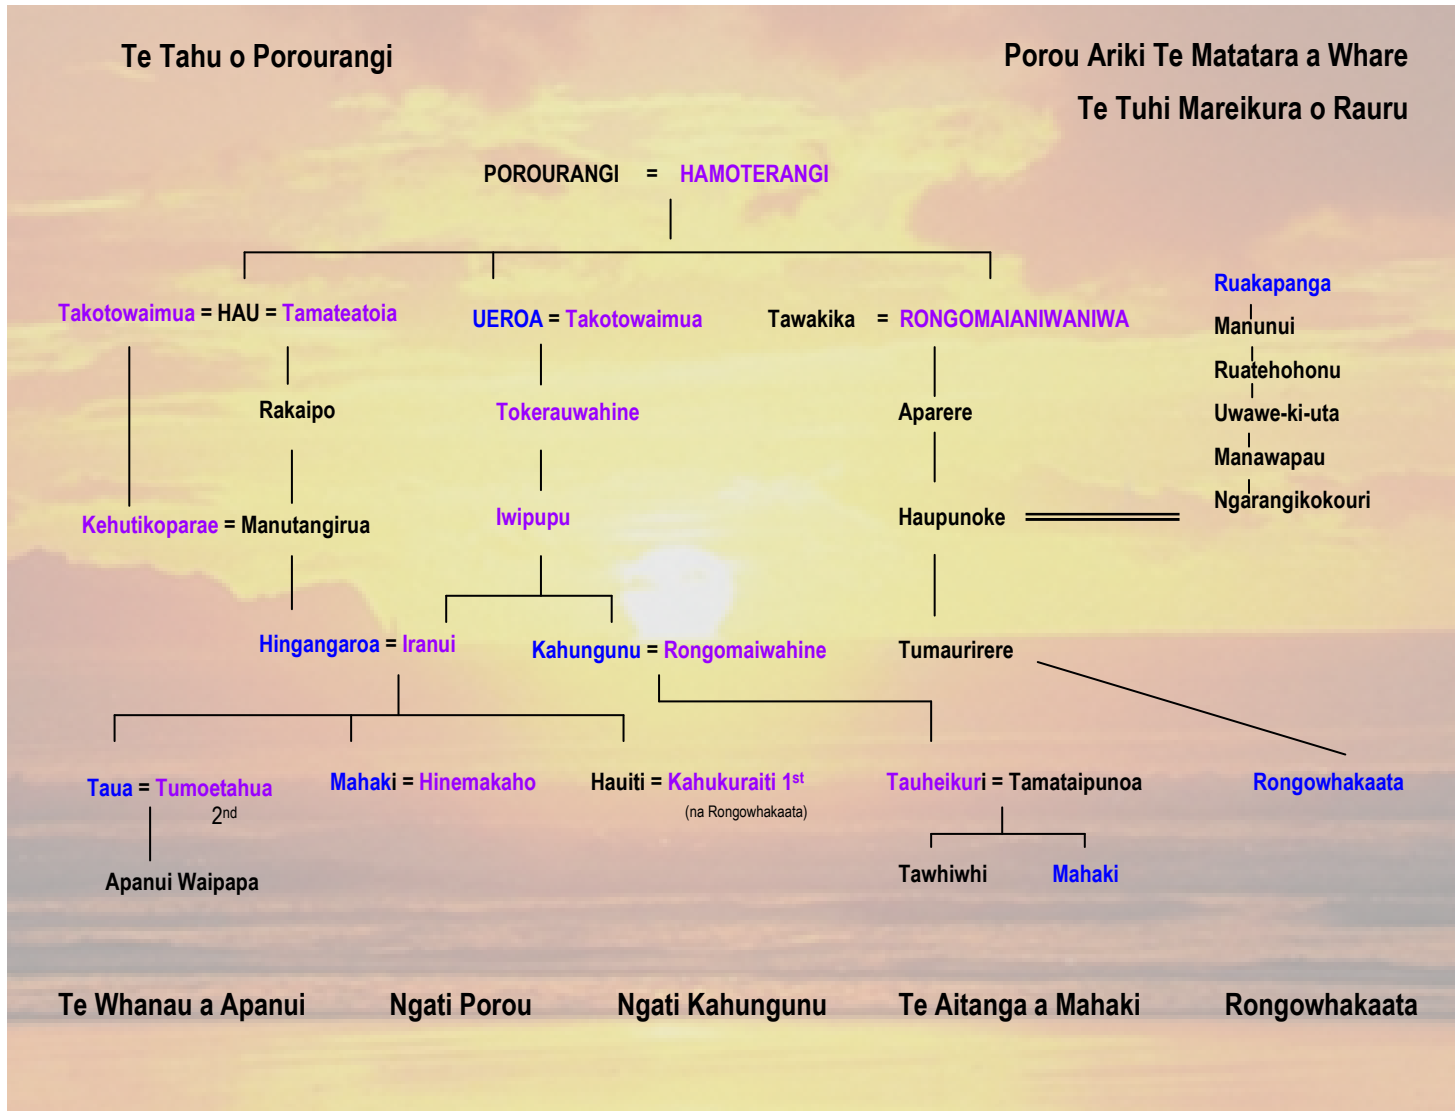 Te Tahu o Porourangi
Porou Ariki Te Matatara a Whare
Te Tuhi Mareikura o Rauru
POROURANGI = HAMOTERANGI
Takotowaimua = HAU = Tamateatoia
UEROA = Takotowaimua
Tawakika = RONGOMAIANIWANIWA
Ruakapanga
Manunui
Ruatehohonu
Uwawe-ki-uta
Manawapau
Ngarangikokouri
Rakaipo
Tokerauwahine
Aparere
Kehutikoparae = Manutangirua
Iwipupu
Haupunoke
Hingangaroa = Iranui
Kahungunu = Rongomaiwahine
Tumaurirere
Taua = Tumoetahua
2nd
Mahaki = Hinemakaho
Hauiti = Kahukuraiti 1st
(na Rongowhakaata)
Tauheikuri = Tamataipunoa
Rongowhakaata
Apanui Waipapa
Tawhiwhi
Mahaki
Te Whanau a Apanui
Ngati Porou
Ngati Kahungunu
Te Aitanga a Mahaki
Rongowhakaata